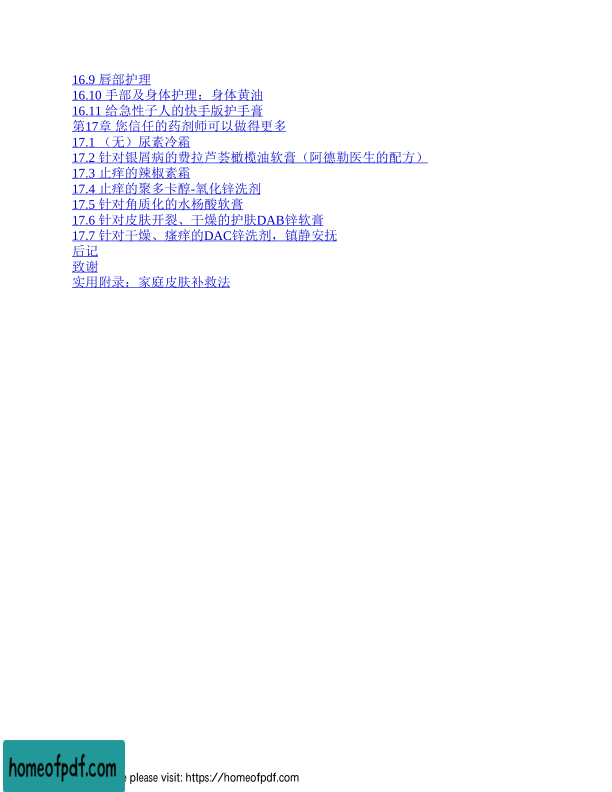 16.9 唇部护理
16.10 手部及身体护理：身体黄油
16.11 给急性子人的快手版护手膏
第17章 您信任的药剂师可以做得更多
17.1 （无）尿素冷霜
17.2 针对银屑病的费拉芦荟橄榄油软膏（阿德勒医生的配方）
17.3 止痒的辣椒素霜
17.4 止痒的聚多卡醇-氧化锌洗剂
17.5 针对角质化的水杨酸软膏
17.6 针对皮肤开裂、干燥的护肤DAB锌软膏
17.7 针对干燥、瘙痒的DAC锌洗剂，镇静安抚
后记
致谢
实用附录：家庭皮肤补救法
homeofpdf.com
please visit: https://homeofpdf.com